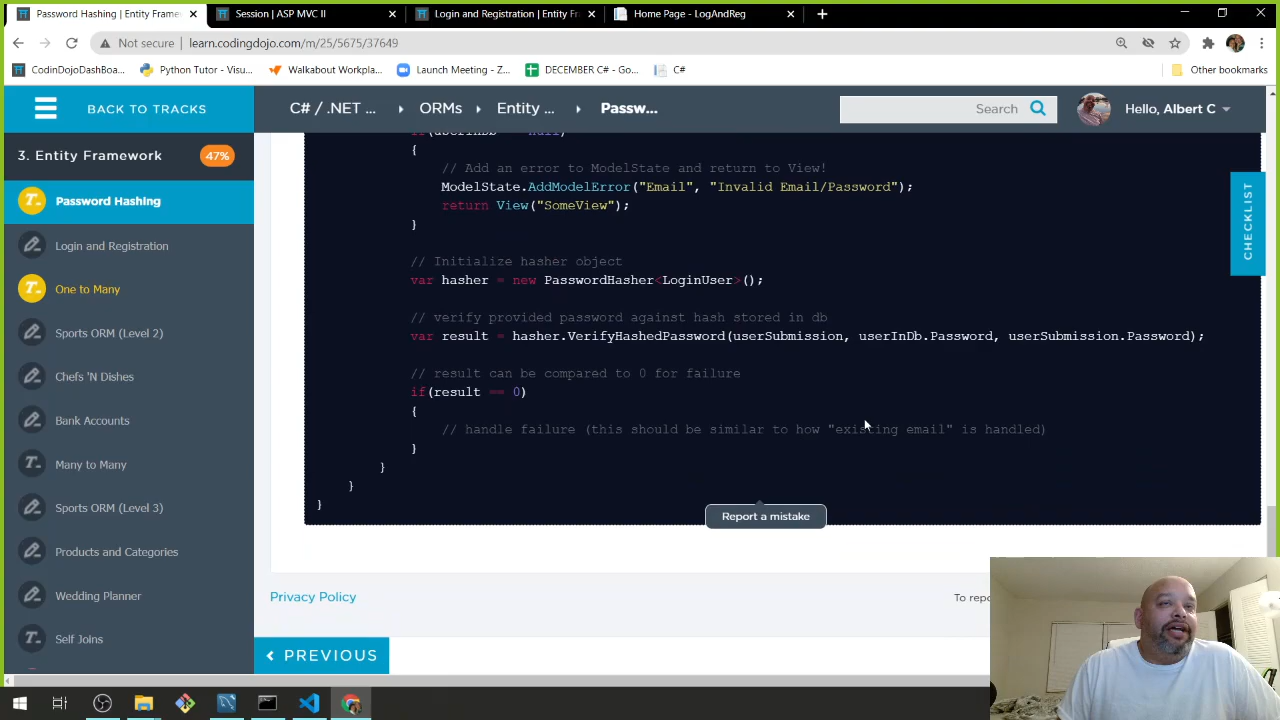 Password Hashing | Entity Framew
Session | ASP MVC II
Login and Registration | Entity F
Home Page - LogAndReg
Not secure | learn.codingdojo.com/m/25/5675/37649
CodinDojoDashBoa...
Python Tutor - Visu...
Walkabout Workpla...
Launch Meeting - Z...
DECEMBER C# - Go...
C#
Other bookmarks
BACK TO TRACKS
C# / .NET ...
ORMs
Entity ...
Passw...
Search
Hello, Albert C
3. Entity Framework
47%
Password Hashing
Login and Registration
One to Many
Sports ORM (Level 2)
Chefs 'N Dishes
Bank Accounts
Many to Many
Sports ORM (Level 3)
Products and Categories
Wedding Planner
Self Joins
if(userInDb == null)
{
// Add an error to ModelState and return to View!
ModelState.AddModelError("Email", "Invalid Email/Password");
return View("SomeView");
}
// Initialize hasher object
var hasher = new PasswordHasher<LoginUser>();
// verify provided password against hash stored in db
var result = hasher.VerifyHashedPassword(userSubmission, userInDb.Password, userSubmission.Password);
// result can be compared to 0 for failure
if(result == 0)
{
// handle failure (this should be similar to how "existing email" is handled)
}
}
}
}
Report a mistake
CHECKLIST
Privacy Policy
To repo
PREVIOUS